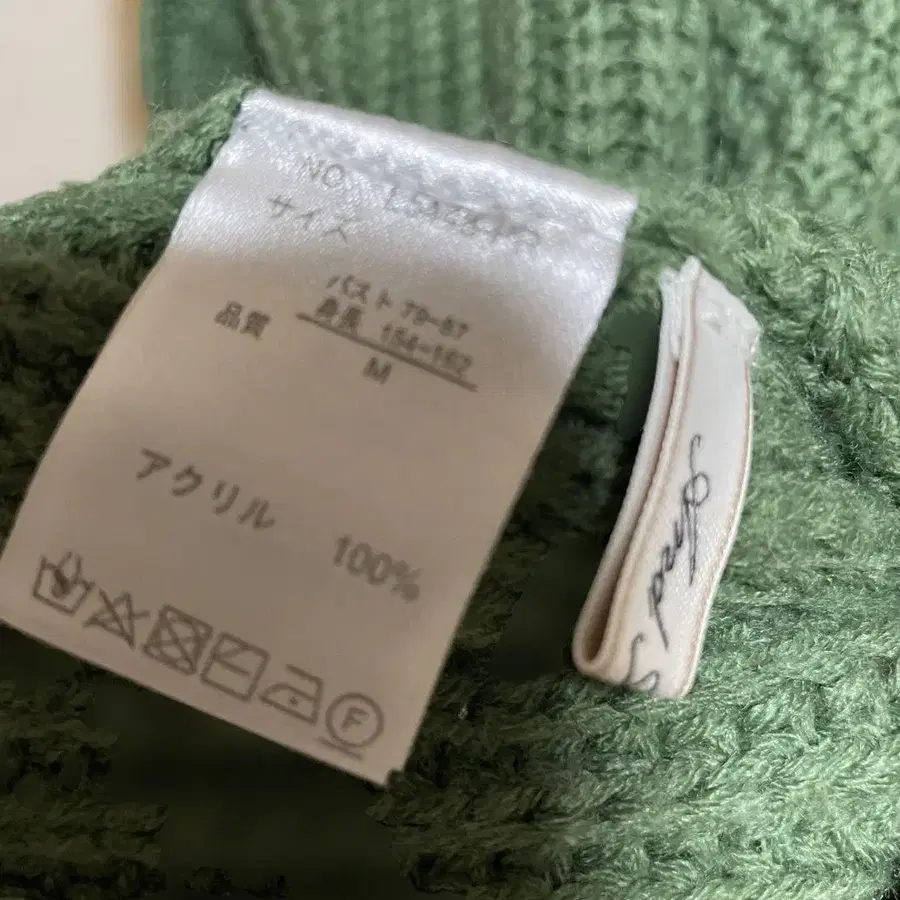 NO.
サイズ
バスト 79-87
身長 154-162
M
品質
アクリル 100%
F
And